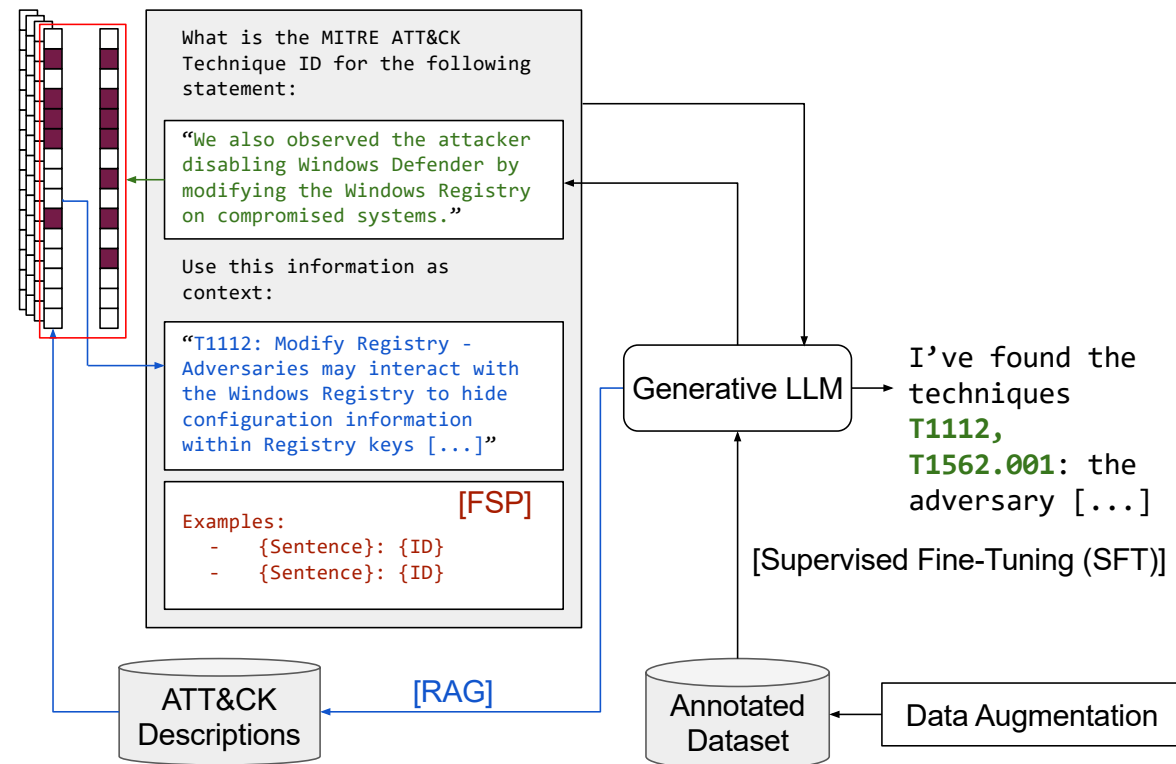 What is the MITRE ATT&CK
Technique ID for the following
statement:
“We also observed the attacker
disabling Windows Defender by
modifying the Windows Registry
on compromised systems.”
Use this information as
context:
“T1112: Modify Registry -
Adversaries may interact with
the Windows Registry to hide
configuration information
within Registry keys [...]”
[FSP]
Examples:
- {Sentence}: {ID}
- {Sentence}: {ID}
Generative LLM
I’ve found the
techniques
T1112,
T1562.001: the
adversary [...]
[Supervised Fine-Tuning (SFT)]
ATT&CK
Descriptions
[RAG]
Annotated
Dataset
Data Augmentation